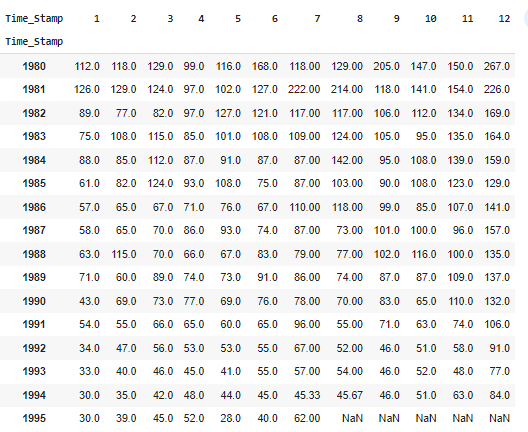 Time_Stamp 1 2 3 4 5 6 7 8 9 10 11 12
Time_Stamp
1980 112.0 118.0 129.0 99.0 116.0 168.0 118.00 129.00 205.0 147.0 150.0 267.0
1981 126.0 129.0 124.0 97.0 102.0 127.0 222.00 214.00 118.0 141.0 154.0 226.0
1982 89.0 77.0 82.0 97.0 127.0 121.0 117.00 117.00 106.0 112.0 134.0 169.0
1983 75.0 108.0 115.0 85.0 101.0 108.0 109.00 124.00 105.0 95.0 135.0 164.0
1984 88.0 85.0 112.0 87.0 91.0 87.0 87.00 142.00 95.0 108.0 139.0 159.0
1985 61.0 82.0 124.0 93.0 108.0 75.0 87.00 103.00 90.0 108.0 123.0 129.0
1986 57.0 65.0 67.0 71.0 76.0 67.0 110.00 118.00 99.0 85.0 107.0 141.0
1987 58.0 65.0 70.0 86.0 93.0 74.0 87.00 73.00 101.0 100.0 96.0 157.0
1988 63.0 115.0 70.0 66.0 67.0 83.0 79.00 77.00 102.0 116.0 100.0 135.0
1989 71.0 60.0 89.0 74.0 73.0 91.0 86.00 74.00 87.0 87.0 109.0 137.0
1990 43.0 69.0 73.0 77.0 69.0 76.0 78.00 70.00 83.0 65.0 110.0 132.0
1991 54.0 55.0 66.0 65.0 60.0 65.0 96.00 55.00 71.0 63.0 74.0 106.0
1992 34.0 47.0 56.0 53.0 53.0 55.0 67.00 52.00 46.0 51.0 58.0 91.0
1993 33.0 40.0 46.0 45.0 41.0 55.0 57.00 54.00 46.0 52.0 48.0 77.0
1994 30.0 35.0 42.0 48.0 44.0 45.0 45.33 45.67 46.0 51.0 63.0 84.0
1995 30.0 39.0 45.0 52.0 28.0 40.0 62.00 NaN NaN NaN NaN NaN